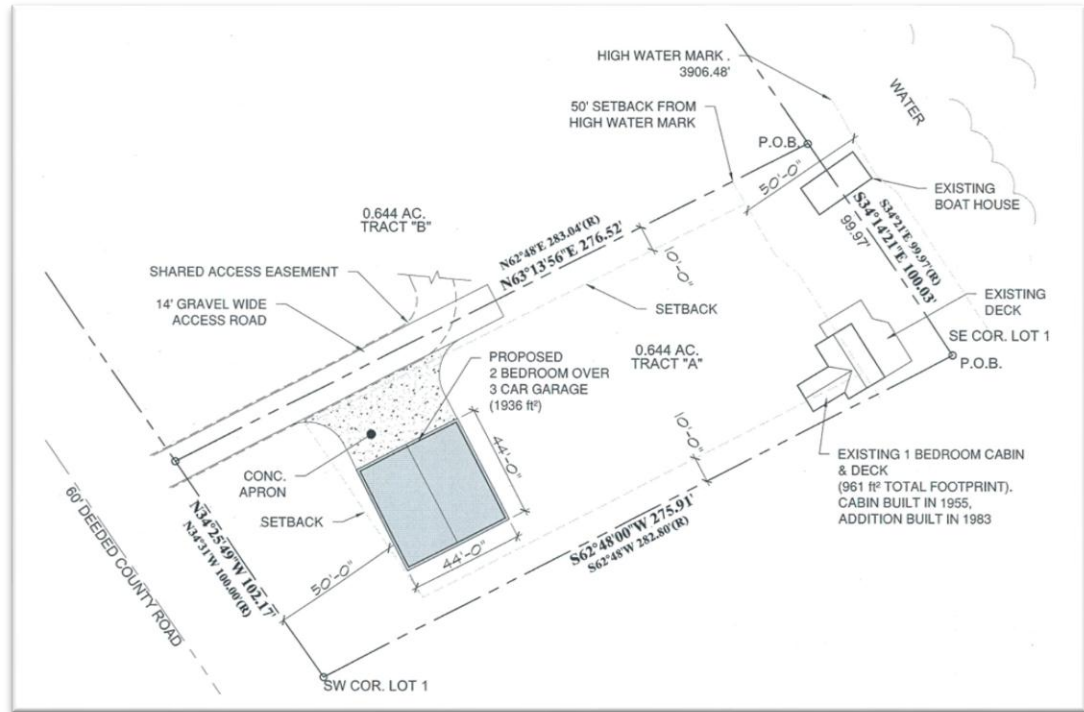 HIGH WATER MARK .
3906.48'
WATER
50' SETBACK FROM
HIGH WATER MARK
P.O.B.
50'-0"
EXISTING
BOAT HOUSE
0.644 AC.
TRACT "B"
N62°48'E 283.04'(R)
N63°13'56"E 276.52'
10'-0"
S34°21'E 99.97'(R)
S34°14'21"E 100.03'
99.97'
SHARED ACCESS EASEMENT
14' GRAVEL WIDE
ACCESS ROAD
SETBACK
EXISTING
DECK
SE COR. LOT 1
P.O.B.
PROPOSED
2 BEDROOM OVER
3 CAR GARAGE
(1936 ft²)
0.644 AC.
TRACT "A"
44'-0"
10'-0"
CONC.
APRON
SETBACK
EXISTING 1 BEDROOM CABIN
& DECK
(961 ft² TOTAL FOOTPRINT).
CABIN BUILT IN 1955,
ADDITION BUILT IN 1983
60' DEEDED COUNTY ROAD
N34°25'49"W 102.17'
N34°31'W 100.00'(R)
50'-0"
44'-0"
S62°48'00"W 275.91'
S62°48'W 282.80'(R)
SW COR. LOT 1